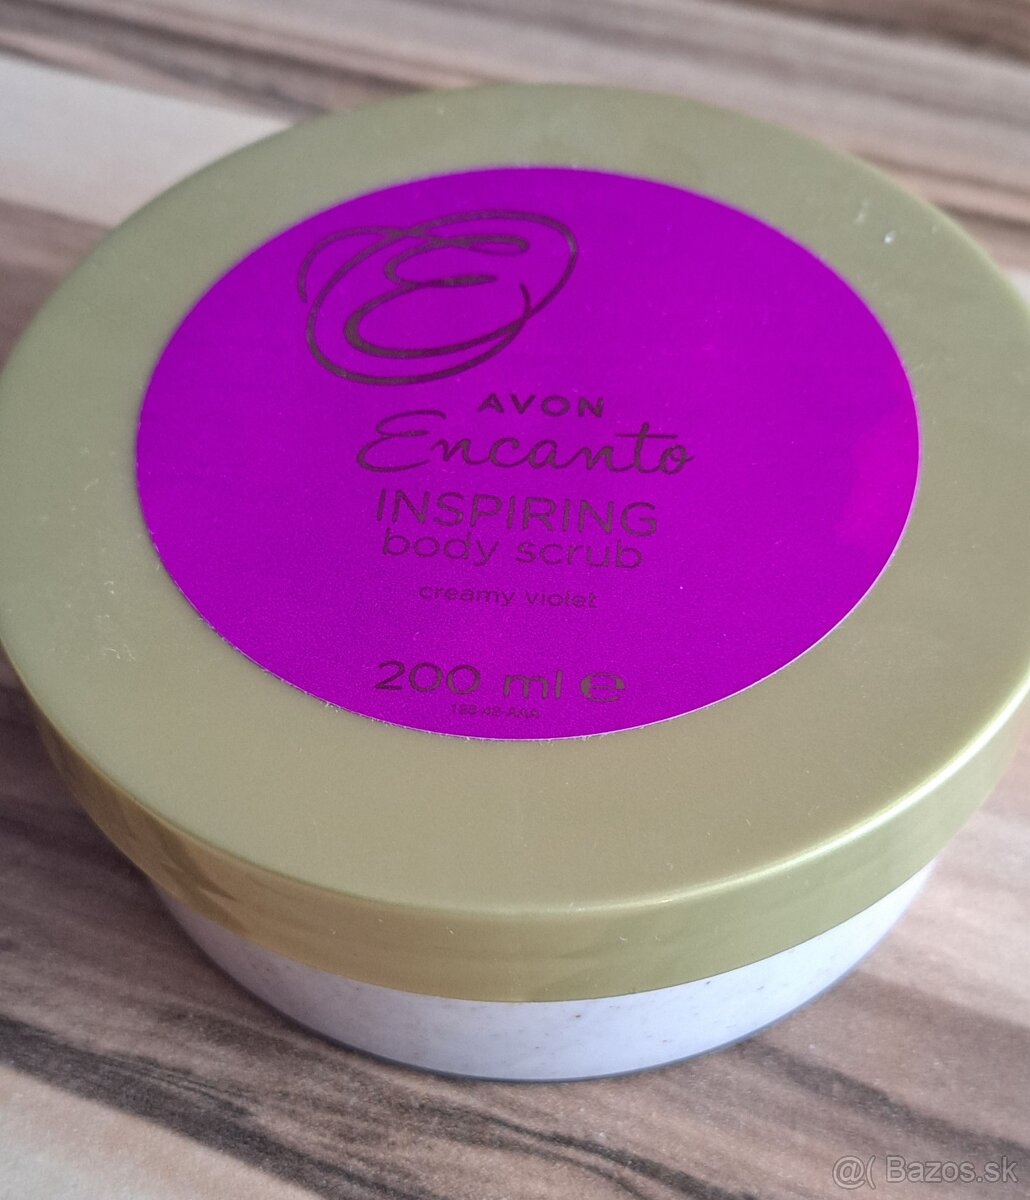 E
AVON
Encanto
INSPIRING
body scrub
creamy violet
200 ml e
@( Bazos.sk